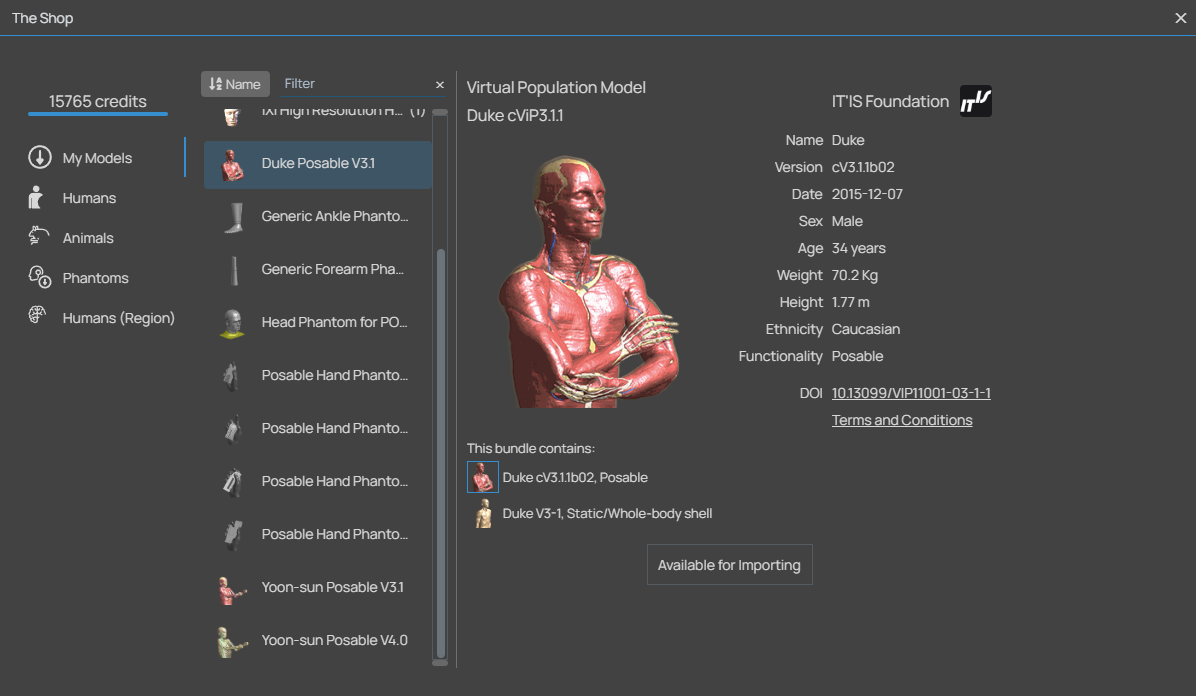 The Shop
15765 credits
My Models
Humans
Animals
Phantoms
Humans (Region)
Name
Filter
IXI High Resolution H... (1)
Duke Posable V3.1
Generic Ankle Phanto...
Generic Forearm Pha...
Head Phantom for PO...
Posable Hand Phanto...
Posable Hand Phanto...
Posable Hand Phanto...
Posable Hand Phanto...
Yoon-sun Posable V3.1
Yoon-sun Posable V4.0
Virtual Population Model
Duke cViP3.1.1
IT'IS Foundation
IT'IS
Name Duke
Version cV3.1.1b02
Date 2015-12-07
Sex Male
Age 34 years
Weight 70.2 Kg
Height 1.77 m
Ethnicity Caucasian
Functionality Posable
DOI 10.13099/VIP11001-03-1-1
Terms and Conditions
This bundle contains:
Duke cV3.1.1b02, Posable
Duke V3-1, Static/Whole-body shell
Available for Importing